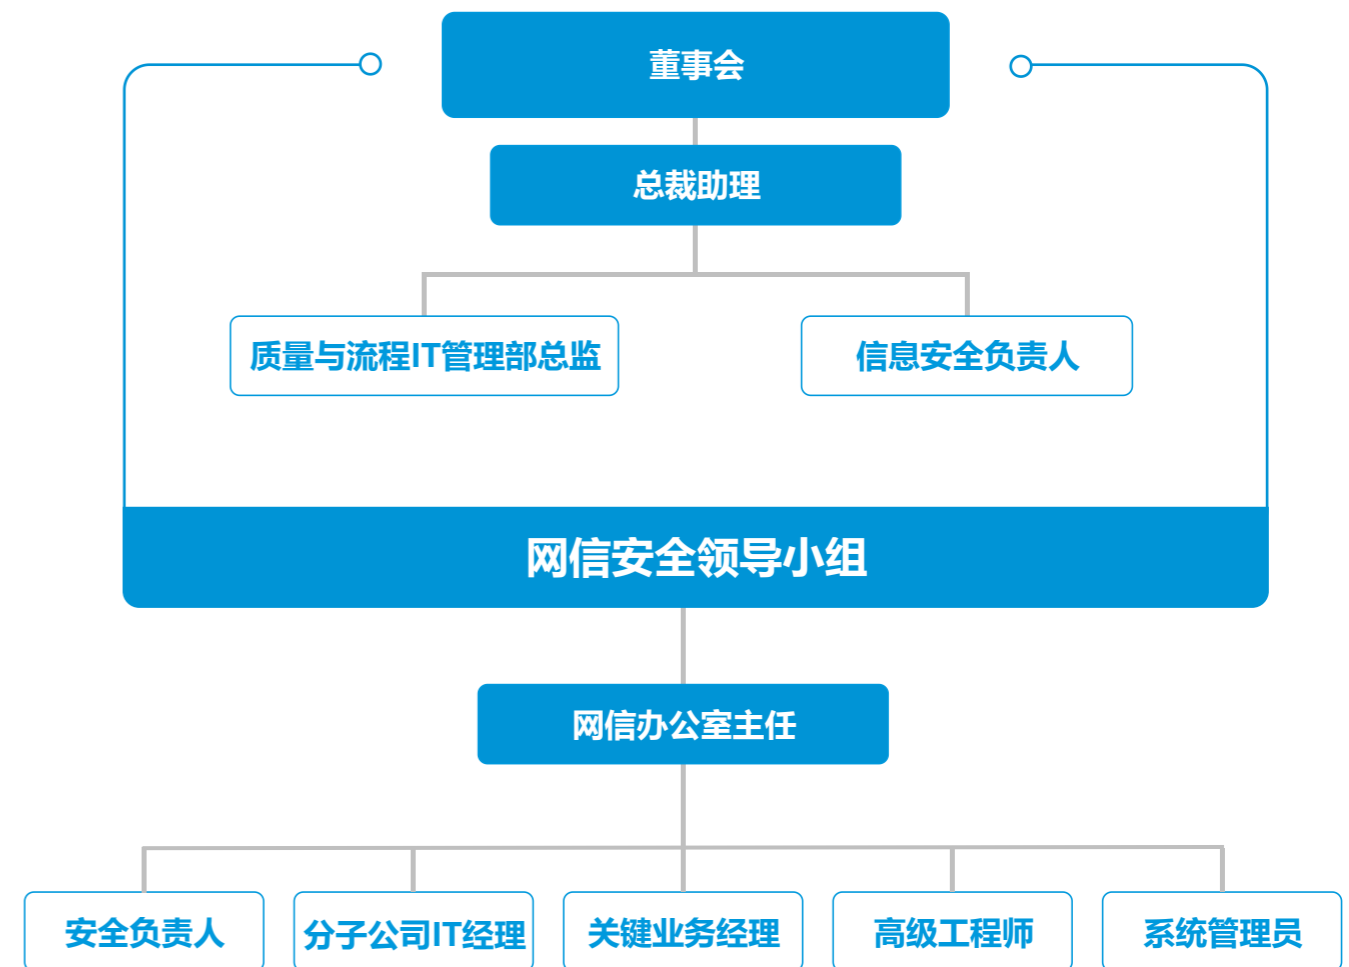 董事会
总裁助理
质量与流程IT管理部总监
信息安全负责人
网信安全领导小组
网信办公室主任
安全负责人
分子公司IT经理
关键业务经理
高级工程师
系统管理员